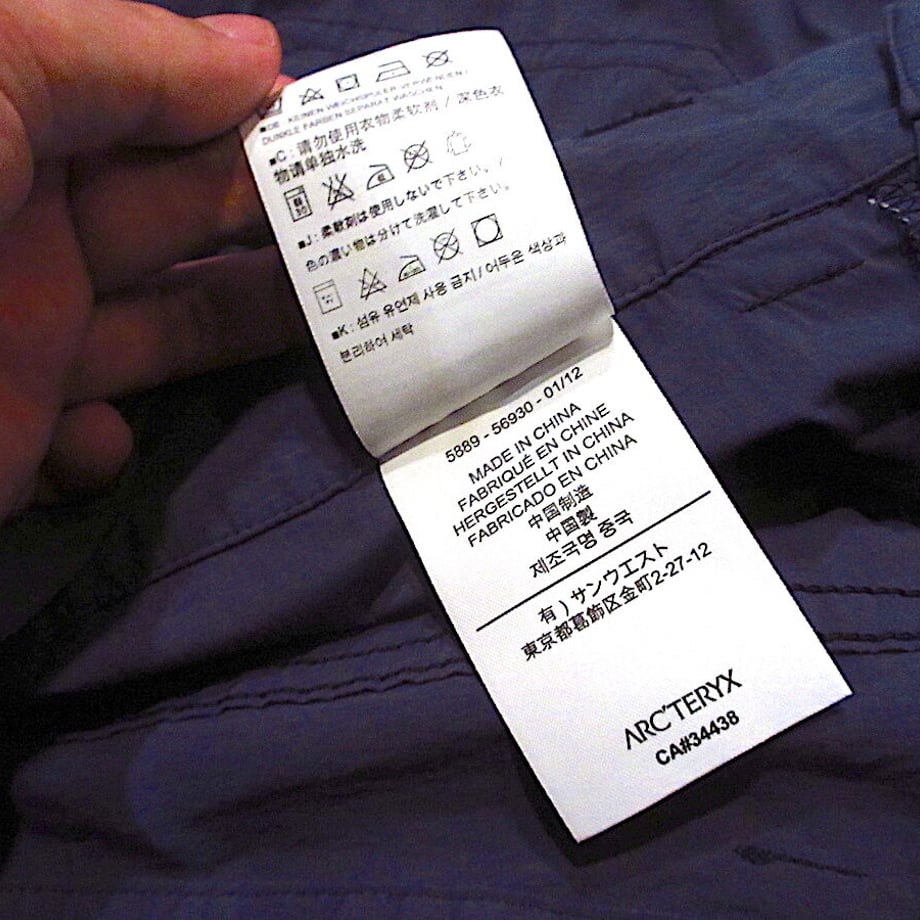 ■DE: KEINEN WEICHSPÜLER VERWENDEN /
DUNKLE FARBEN SEPARAT WASCHEN
■C : 请勿使用衣物柔软剂 / 深色衣
物请单独水洗
30
■J : 柔軟剤は使用しないで下さい。 /
色の濃い物は分けて洗濯して下さい。
■K : 섬유 유연제 사용 금지 / 어두운 색상과
분리하여 세탁
5889 - 56930 - 01/12
MADE IN CHINA
FABRIQUÉ EN CHINE
HERGESTELLT IN CHINA
FABRICADO EN CHINA
中国制造
中国製
제조국명 중국
有 ) サンウエスト
東京都葛飾区金町2-27-12
ARC'TERYX
CA#34438